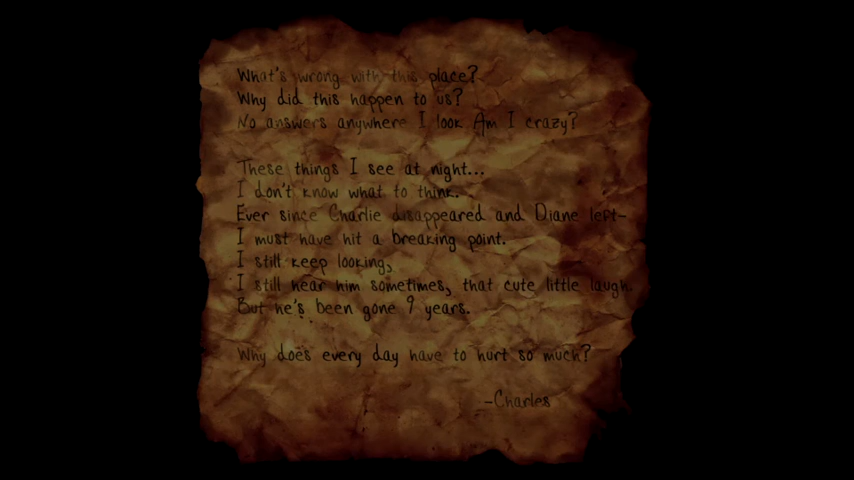 What's wrong with this place?
Why did this happen to us?
No answers anywhere I look Am I crazy?
These things I see at night...
I don't know what to think.
Ever since Charlie disappeared and Diane left-
I must have hit a breaking point.
I still keep looking,
I still hear him sometimes, that cute little laugh.
But he's been gone 9 years.
Why does every day have to hurt so much?
-Charles